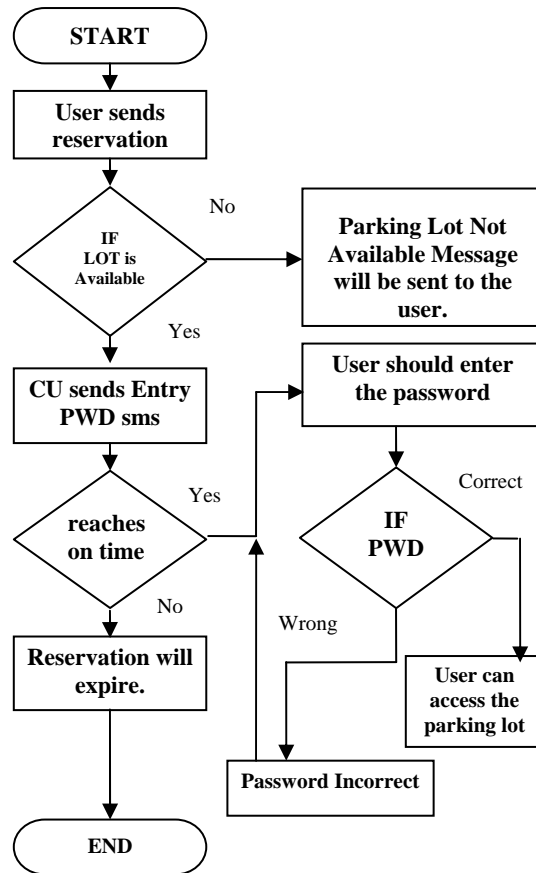 START
User sends
reservation
No
IF
LOT is
Available
Parking Lot Not
Available Message
will be sent to the
user.
Yes
CU sends Entry
PWD sms
User should enter
the password
Yes
reaches
on time
Correct
IF
PWD
No
Wrong
Reservation will
expire.
User can
access the
parking lot
Password Incorrect
END